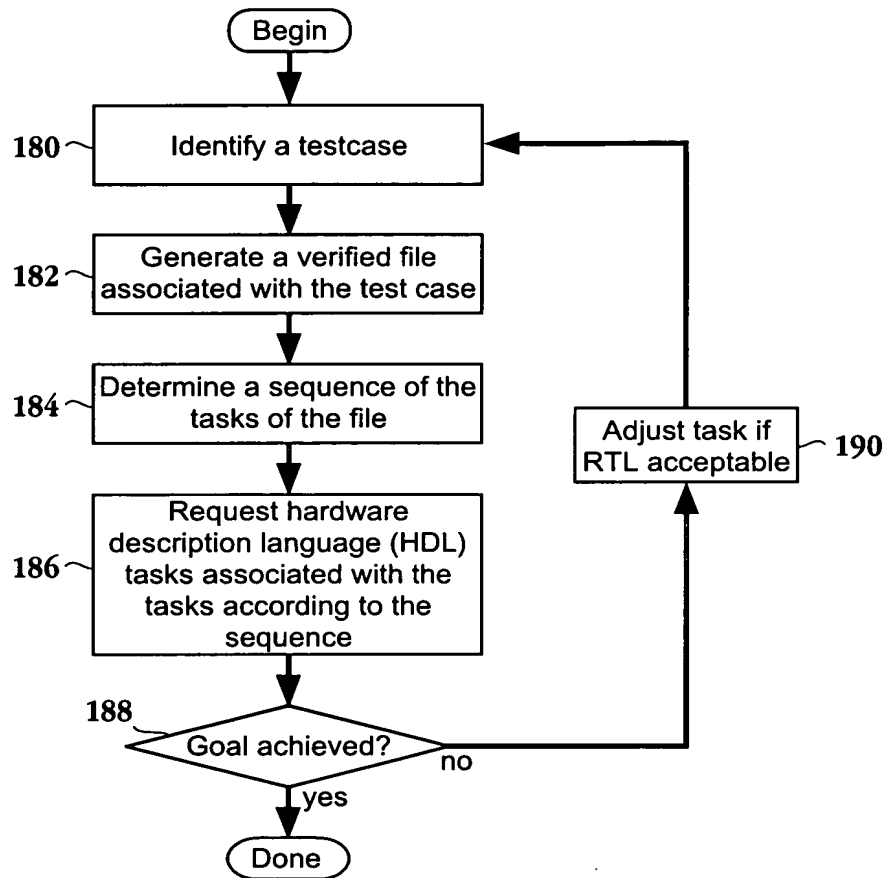 Begin
180
Identify a testcase
182
Generate a verified file
associated with the test case
184
Determine a sequence of the
tasks of the file
Adjust task if
RTL acceptable
190
186
Request hardware
description language (HDL)
tasks associated with the
tasks according to the
sequence
188
Goal achieved?
no
yes
Done